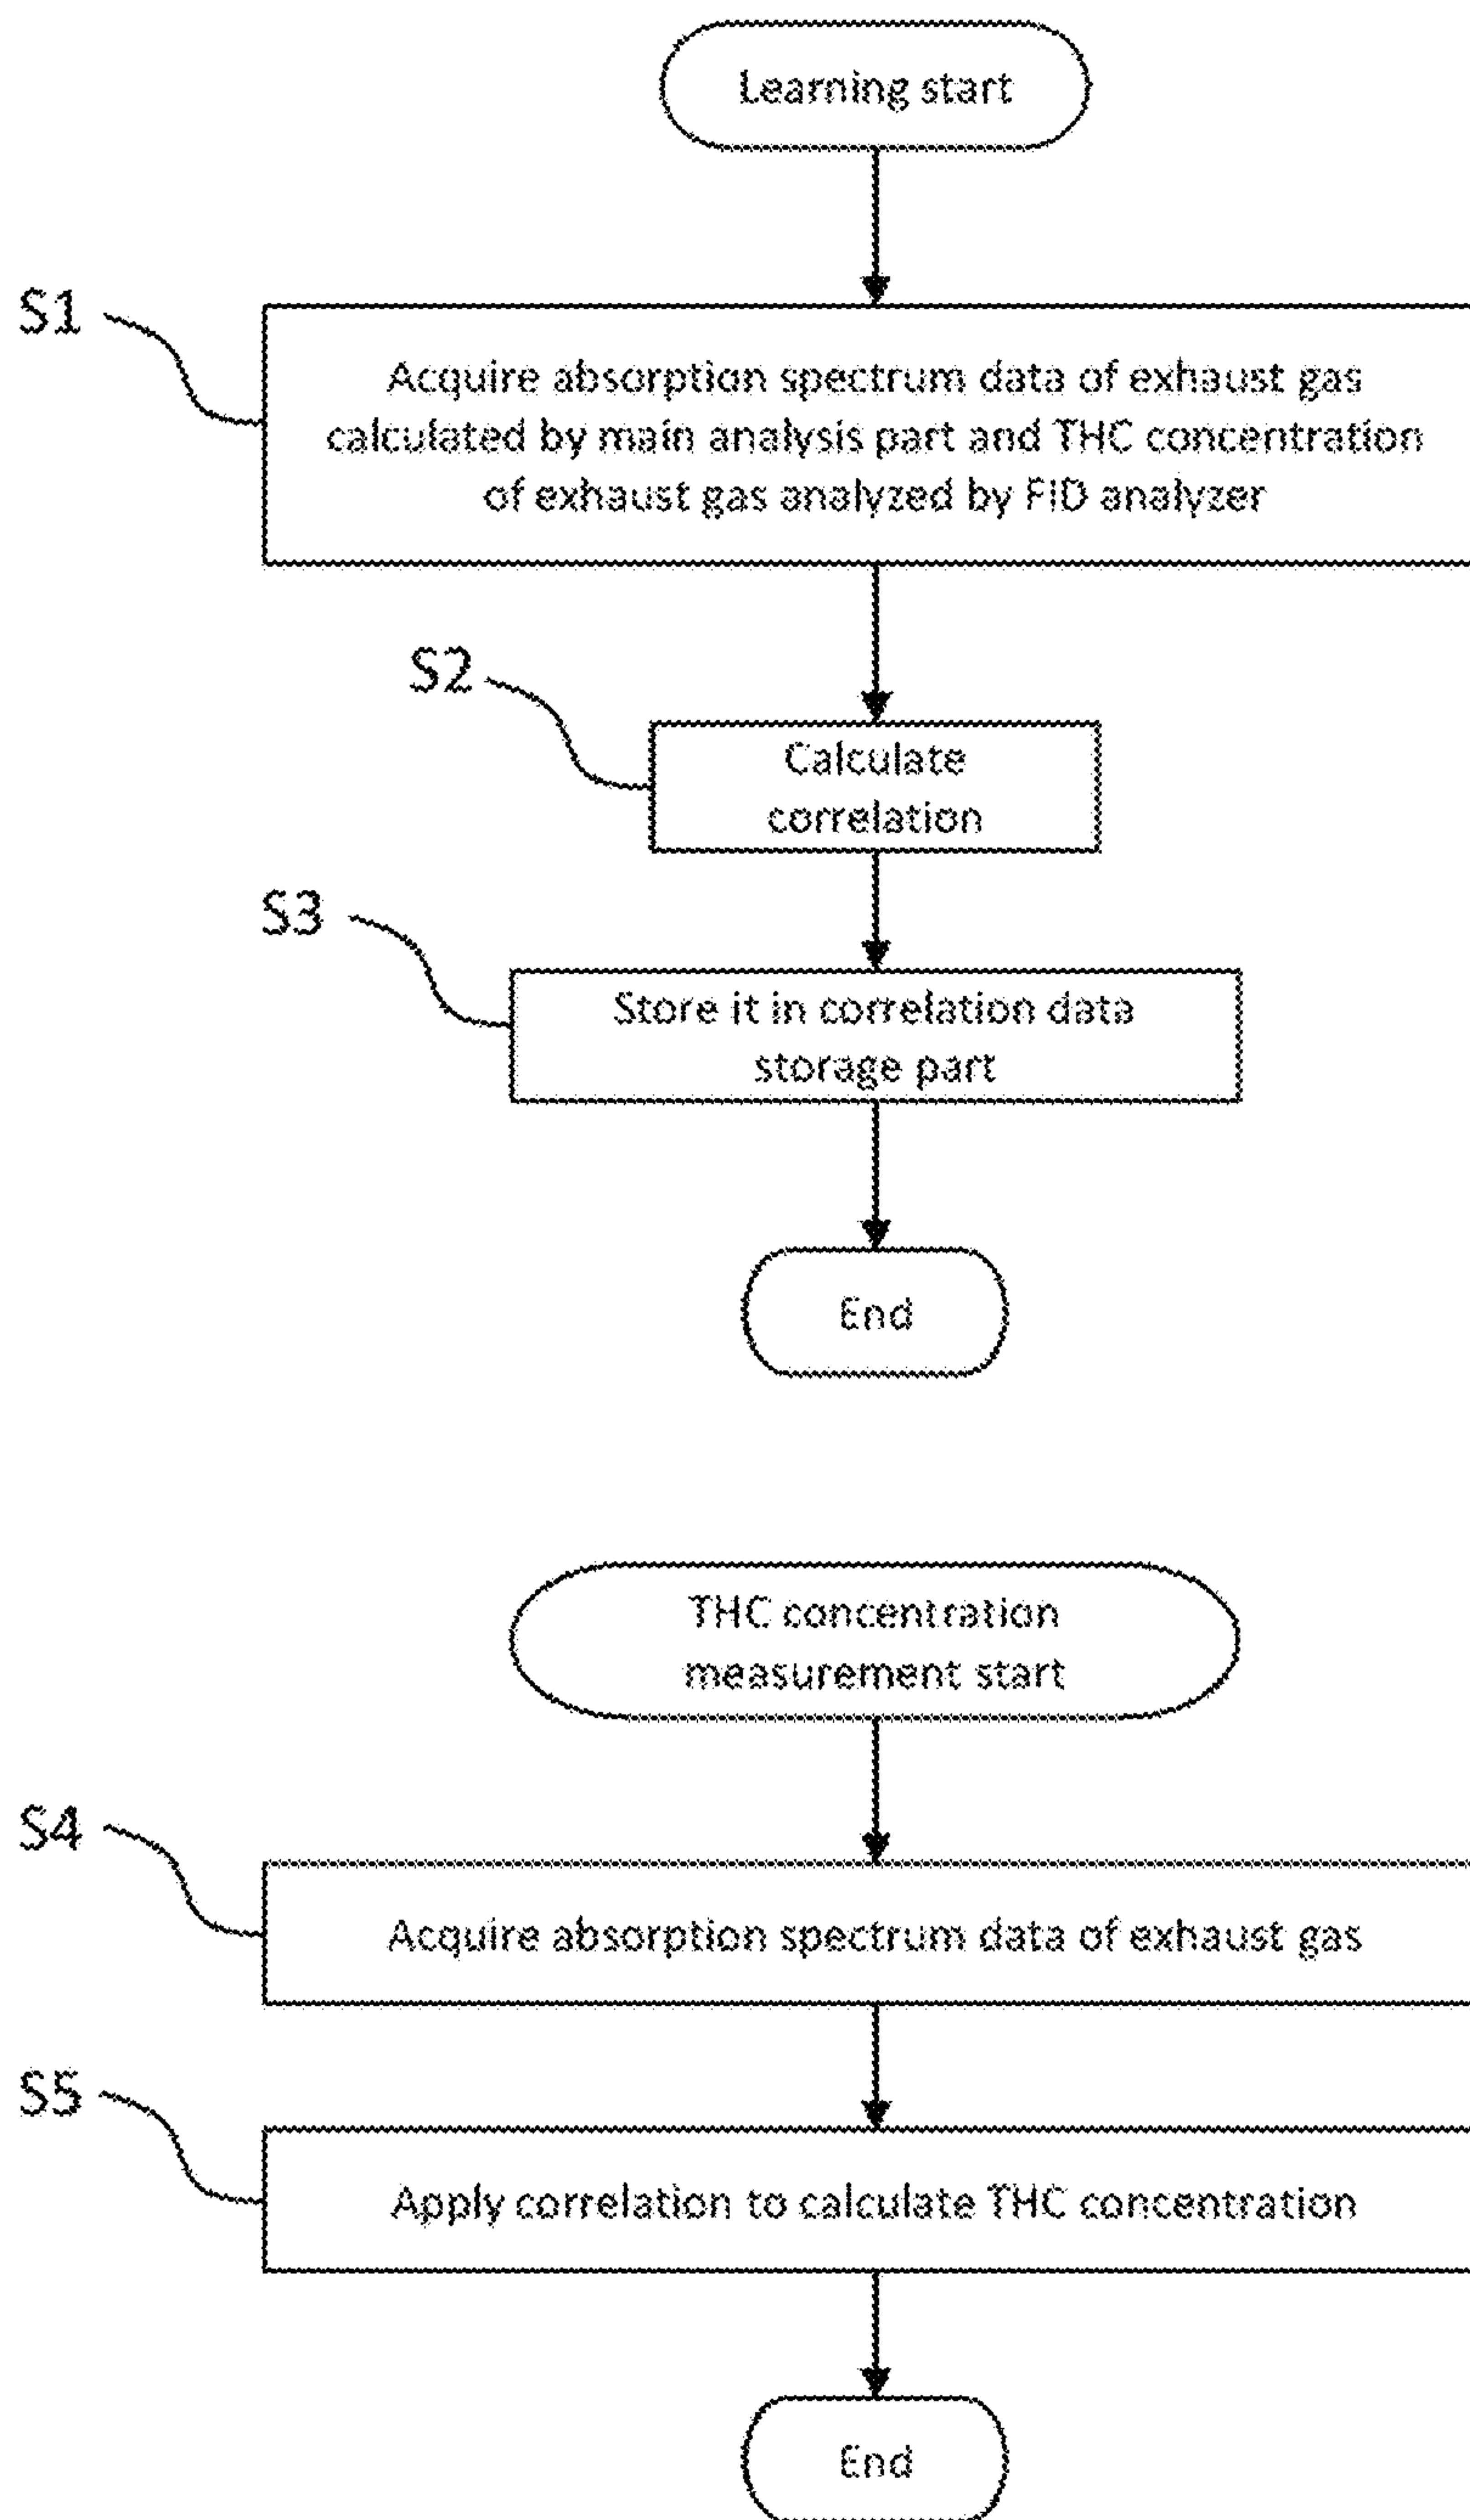 Learning start
S1
Acquire absorption spectrum data of exhaust gas
calculated by main analysis part and THC concentration
of exhaust gas analyzed by FID analyzer
S2
Calculate
correlation
S3
Store it in correlation data
storage part
End
THC concentration
measurement start
S4
Acquire absorption spectrum data of exhaust gas
S5
Apply correlation to calculate THC concentration
End